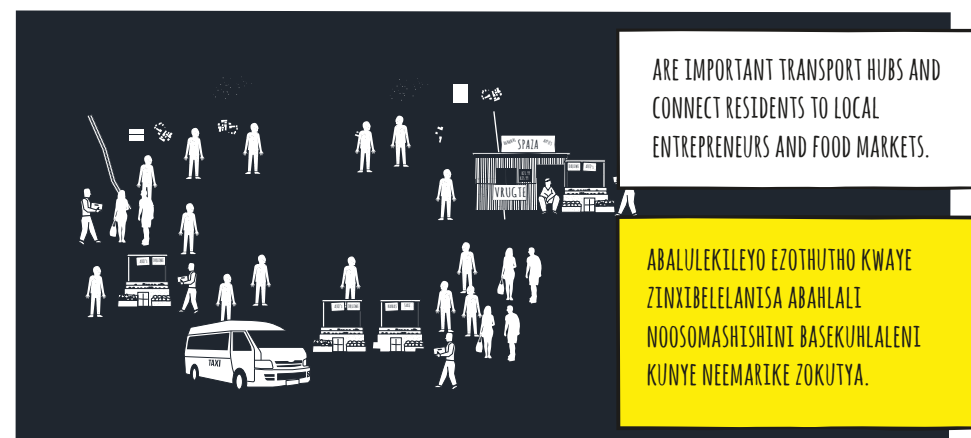 ARE IMPORTANT TRANSPORT HUBS AND
CONNECT RESIDENTS TO LOCAL
ENTREPRENEURS AND FOOD MARKETS.
SPAZA
VRUGTE
ABALULEKILEYO EZOTHUTHO KWAYE
ZINXIBELELANISA ABAHLALI
NOOSOMASHISHINI BASEKUHLALENI
KUNYE NEEMARIKE ZOKUTYA.
TAXI